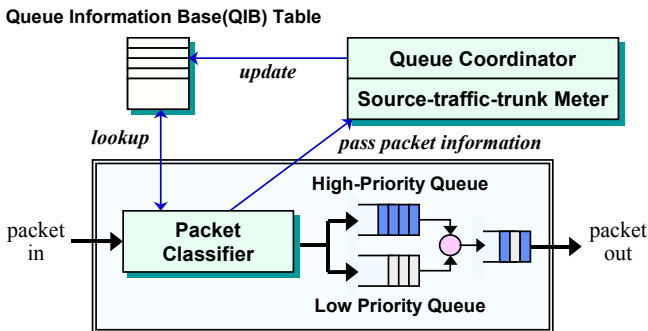 Queue Information Base(QIB) Table
Queue Coordinator
Source-traffic-trunk Meter
update
lookup
pass packet information
High-Priority Queue
packet
in
Packet
Classifier
packet
out
Low Priority Queue